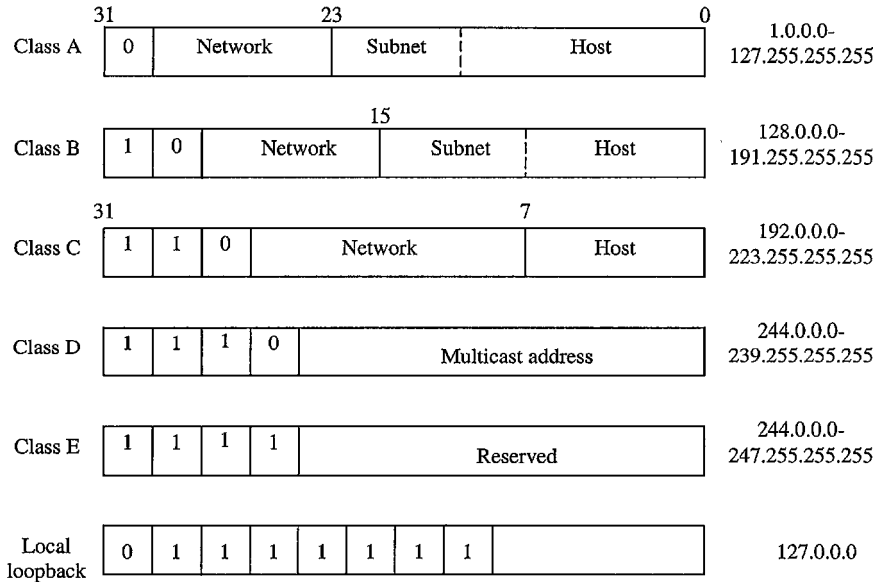 31 23 0
Class A 0 Network Subnet Host 1.0.0.0-
127.255.255.255
15
Class B 1 0 Network Subnet Host 128.0.0.0-
191.255.255.255
31 7
Class C 1 1 0 Network Host 192.0.0.0-
223.255.255.255
Class D 1 1 1 0 Multicast address 244.0.0.0-
239.255.255.255
Class E 1 1 1 1 Reserved 244.0.0.0-
247.255.255.255
Local
loopback 0 1 1 1 1 1 1 1 127.0.0.0